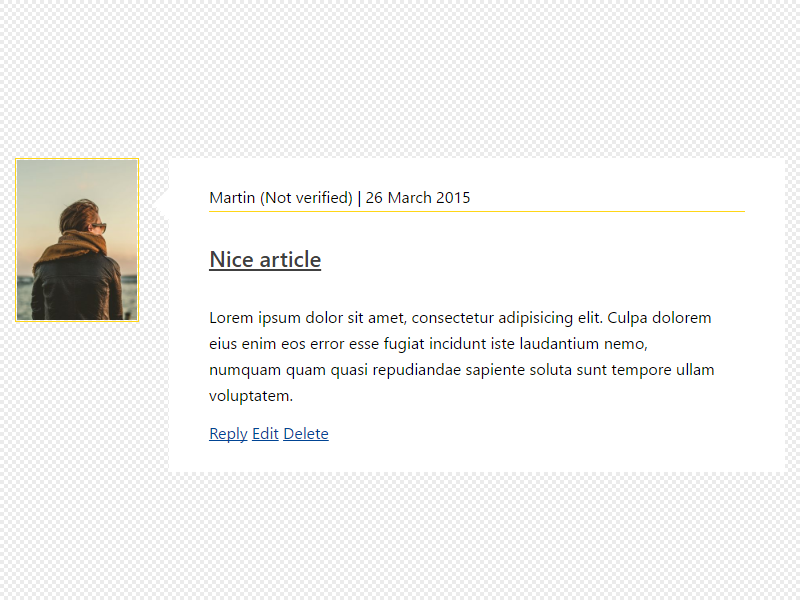 Martin (Not verified) | 26 March 2015
Nice article
Lorem ipsum dolor sit amet, consectetur adipisicing elit. Culpa dolorem
eius enim eos error esse fugiat incidunt iste laudantium nemo,
numquam quam quasi repudiandae sapiente soluta sunt tempore ullam
voluptatem.
Reply Edit Delete